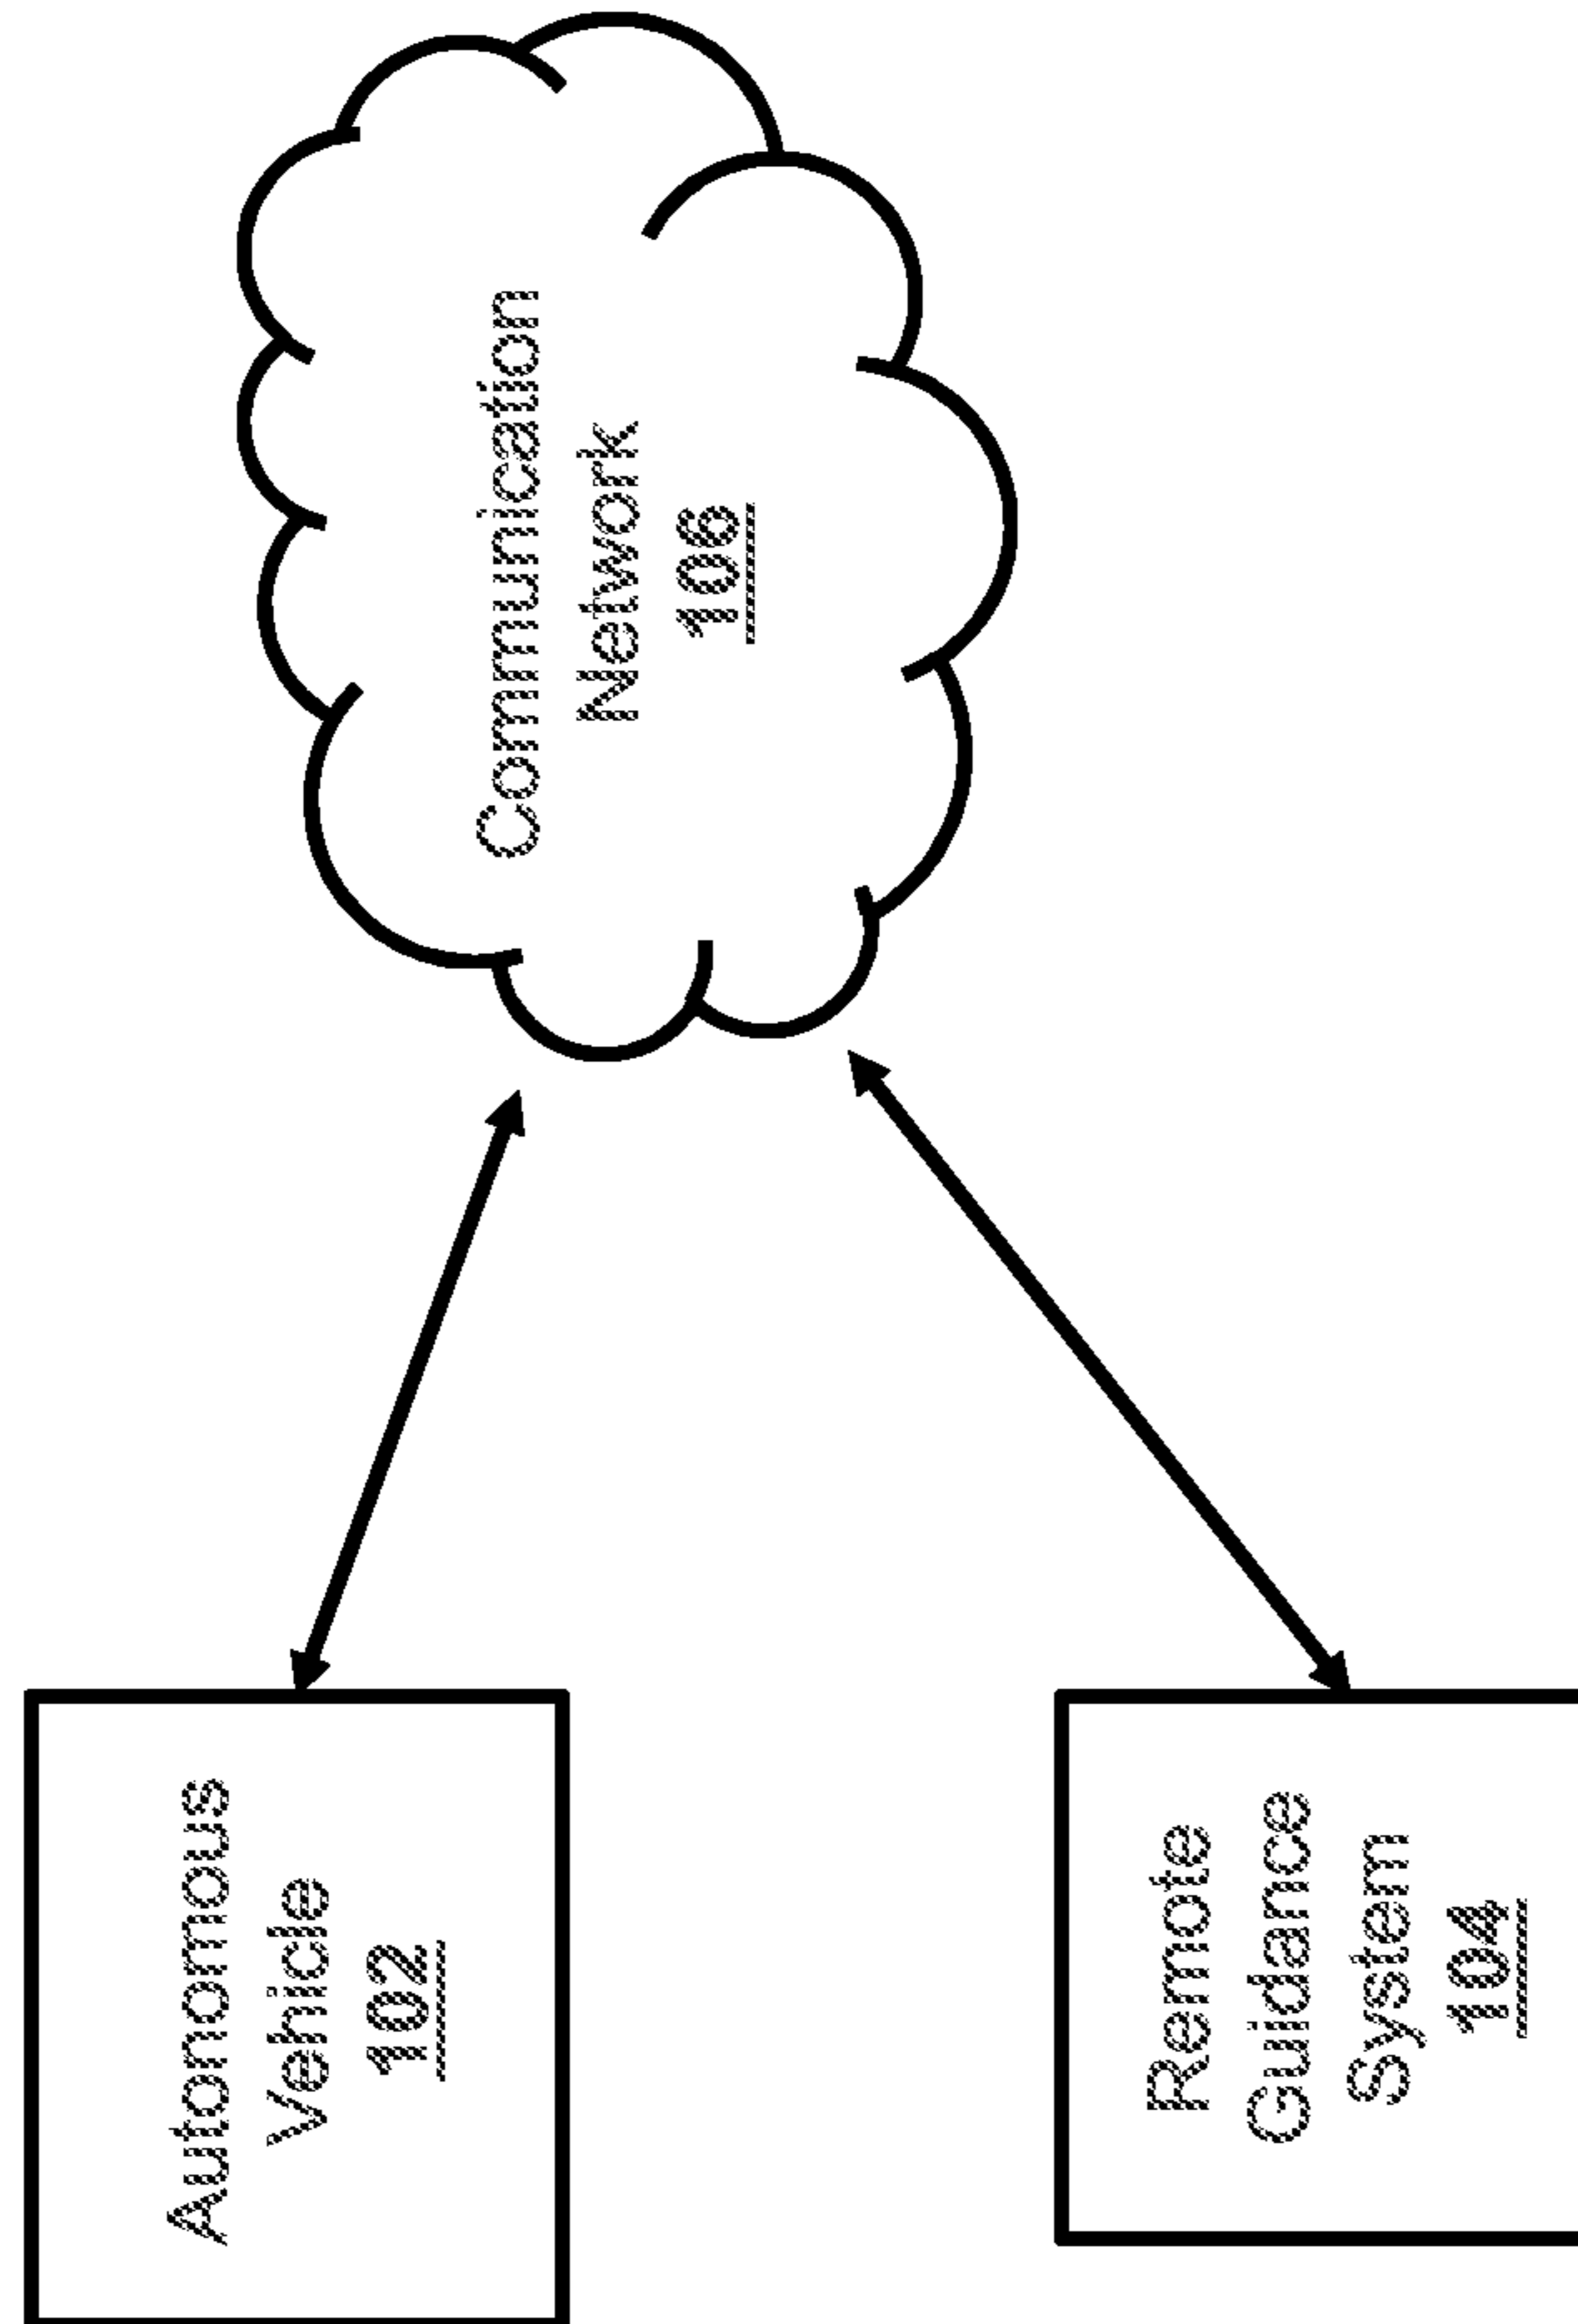 Autonomous
Vehicle
102
Communication
Network
106
Remote
Guidance
System
104